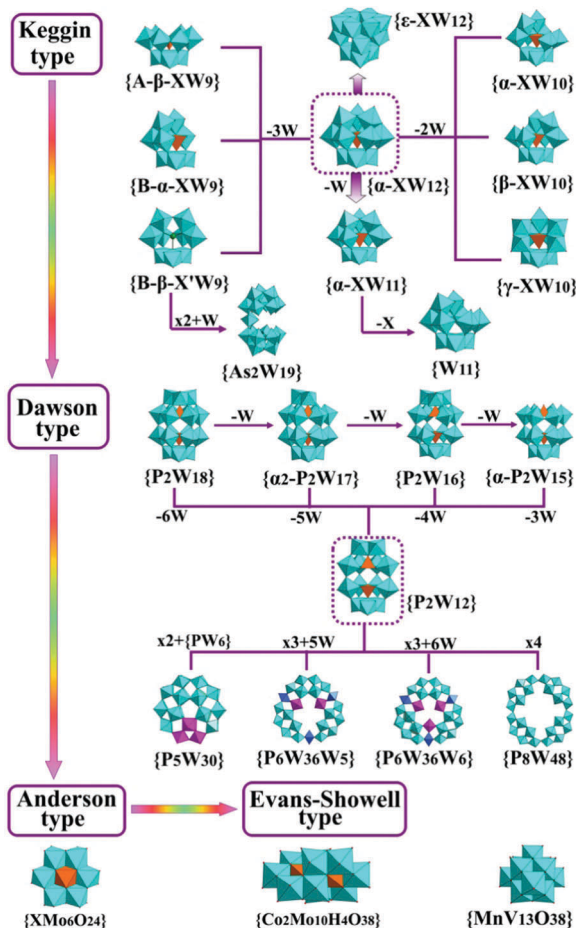 Keggin
type
{ε-XW12}
{A-β-XW9}
{α-XW10}
-3W
-2W
-W
{α-XW12}
{B-α-XW9}
{β-XW10}
{B-β-X'W9}
{α-XW11}
{γ-XW10}
x2+W
-X
{As2W19}
{W11}
Dawson
type
-W
-W
-W
{P2W18}
{α2-P2W17}
{P2W16}
{α-P2W15}
-6W
-5W
-4W
-3W
{P2W12}
x2+{PW6}
x3+5W
x3+6W
x4
{P5W30}
{P6W36W5}
{P6W36W6}
{P8W48}
Anderson
type
Evans-Showell
type
{XMo6O24}
{Co2Mo10H4O38}
{MnV13O38}